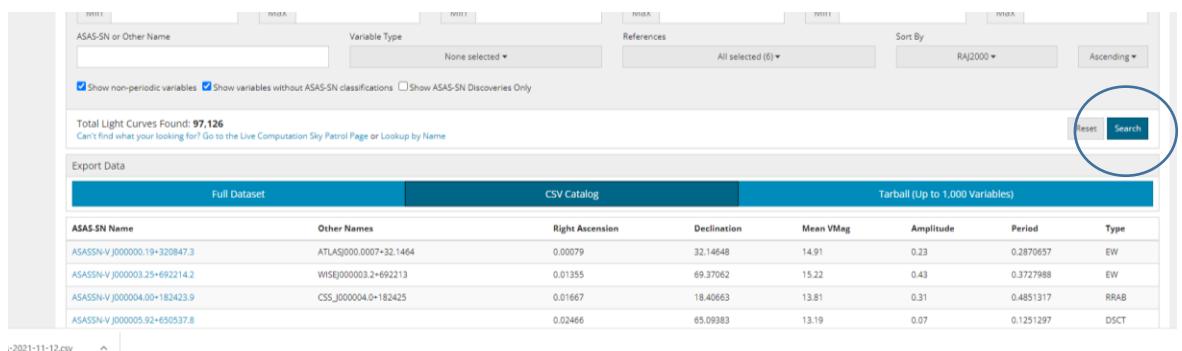 Min Max Min Max Min Max
ASAS-SN or Other Name Variable Type References Sort By
None selected All selected (6) RAJ2000 Ascending
Show non-periodic variables Show variables without ASAS-SN classifications Show ASAS-SN Discoveries Only
Total Light Curves Found: 97,126
Can't find what your looking for? Go to the Live Computation Sky Patrol Page or Lookup by Name
Reset Search
Export Data
Full Dataset CSV Catalog Tarball (Up to 1,000 Variables)
ASAS-SN Name Other Names Right Ascension Declination Mean VMag Amplitude Period Type
ASASSN-V J000000.19+320847.3 ATLASJ000.0007+32.1464 0.00079 32.14648 14.91 0.23 0.2870657 EW
ASASSN-V J000003.25+692214.2 WISEJ000003.2+692213 0.01355 69.37062 15.22 0.43 0.3727988 EW
ASASSN-V J000004.00+182423.9 CSS_J000004.0+182425 0.01667 18.40663 13.81 0.31 0.4851317 RRAB
ASASSN-V J000005.92+650537.8 0.02466 65.09383 13.19 0.07 0.1251297 DSCT
-2021-11-12.csv